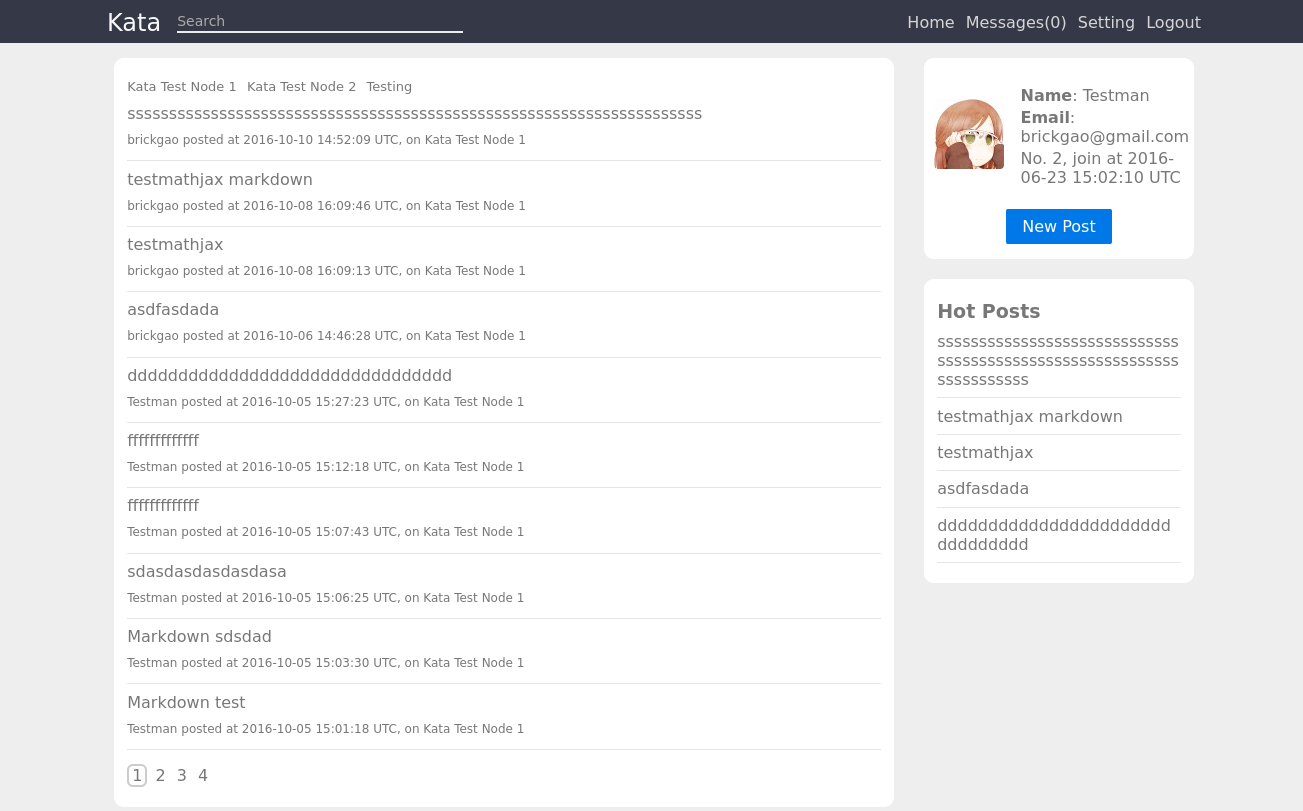 Kata Search Home Messages(0) Setting Logout
Kata Test Node 1 Kata Test Node 2 Testing
sssssssssssssssssssssssssssssssssssssssssssssssssssssssssssssssssssss
brickgao posted at 2016-10-10 14:52:09 UTC, on Kata Test Node 1
testmathjax markdown
brickgao posted at 2016-10-08 16:09:46 UTC, on Kata Test Node 1
testmathjax
brickgao posted at 2016-10-08 16:09:13 UTC, on Kata Test Node 1
asdfasdada
brickgao posted at 2016-10-06 14:46:28 UTC, on Kata Test Node 1
dddddddddddddddddddddddddddddddd
Testman posted at 2016-10-05 15:27:23 UTC, on Kata Test Node 1
fffffffffffff
Testman posted at 2016-10-05 15:12:18 UTC, on Kata Test Node 1
fffffffffffff
Testman posted at 2016-10-05 15:07:43 UTC, on Kata Test Node 1
sdasdasdasdasdasa
Testman posted at 2016-10-05 15:06:25 UTC, on Kata Test Node 1
Markdown sdsdad
Testman posted at 2016-10-05 15:03:30 UTC, on Kata Test Node 1
Markdown test
Testman posted at 2016-10-05 15:01:18 UTC, on Kata Test Node 1
1 2 3 4
Name: Testman
Email:
brickgao@gmail.com
No. 2, join at 2016-
06-23 15:02:10 UTC
New Post
Hot Posts
sssssssssssssssssssssssssssss
sssssssssssssssssssssssssssss
sssssssssss
testmathjax markdown
testmathjax
asdfasdada
ddddddddddddddddddddddd
ddddddddd